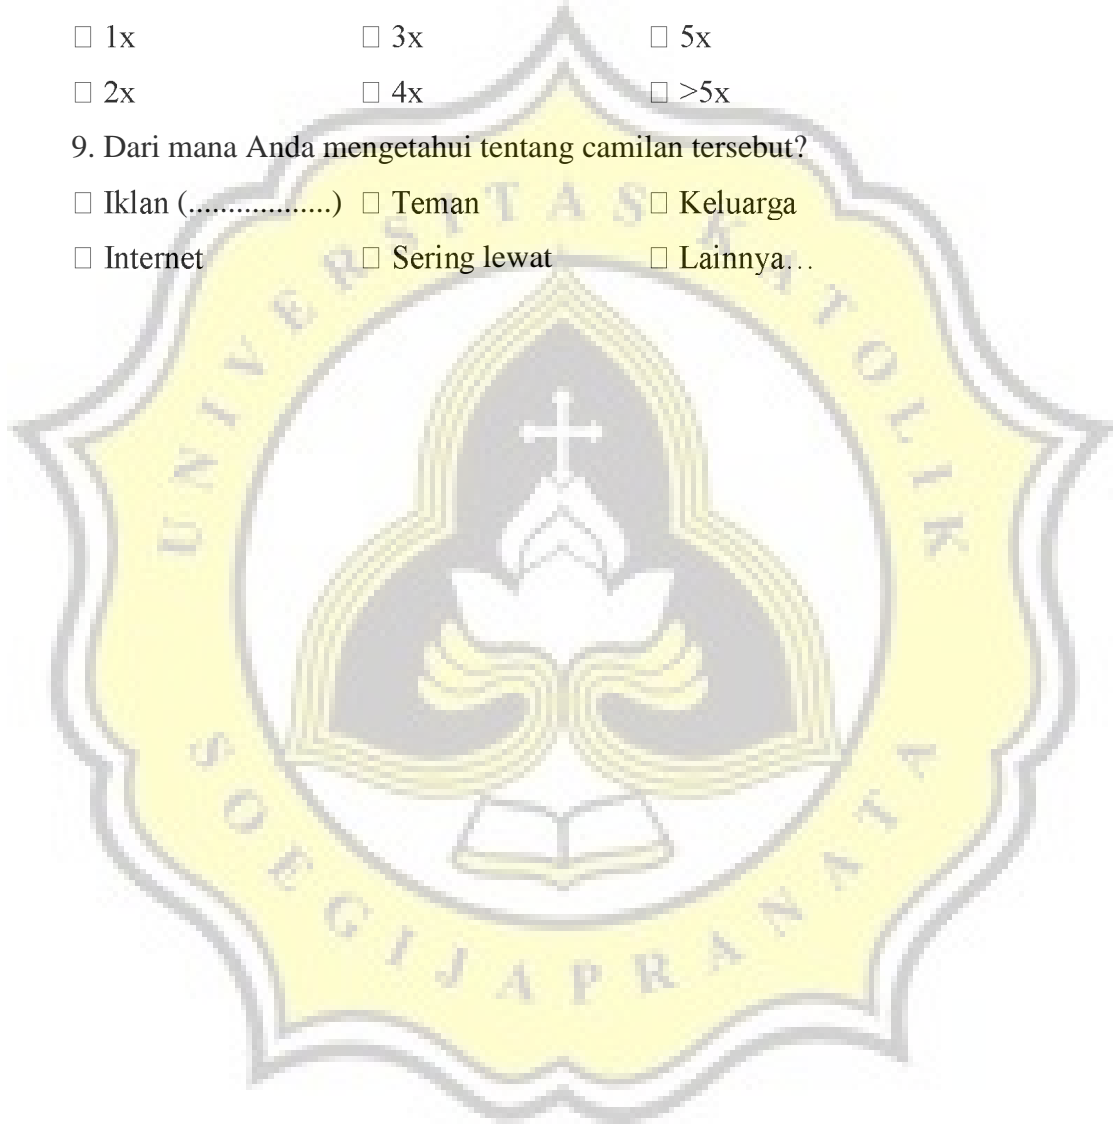 □ 1x □ 3x □ 5x
□ 2x □ 4x □ >5x
9. Dari mana Anda mengetahui tentang camilan tersebut?
□ Iklan (..................) □ Teman □ Keluarga
□ Internet □ Sering lewat □ Lainnya…
UNIVERSITAS KATOLIK
SOEGIJAPRANATA